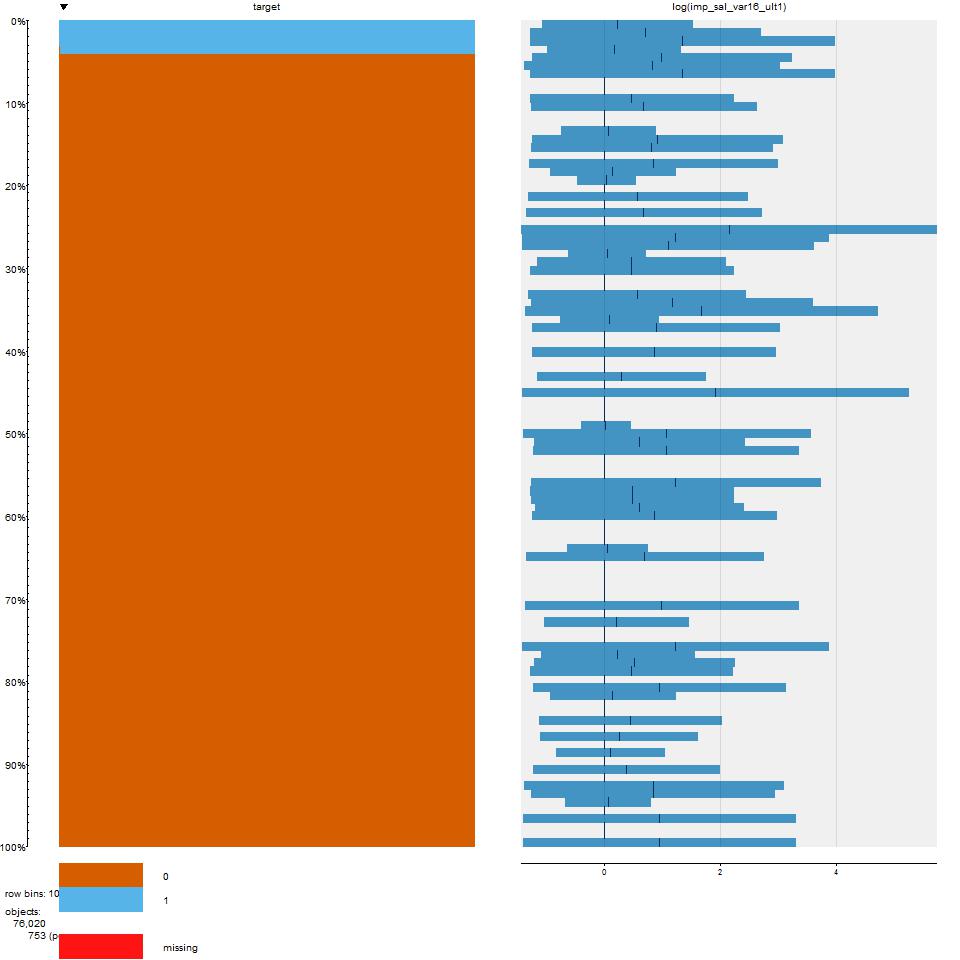 target
log(imp_sal_var16_ult1)
0%
10%
20%
30%
40%
50%
60%
70%
80%
90%
100%
0 2 4
0
row bins: 10
1
objects:
76,020
753 (p
missing